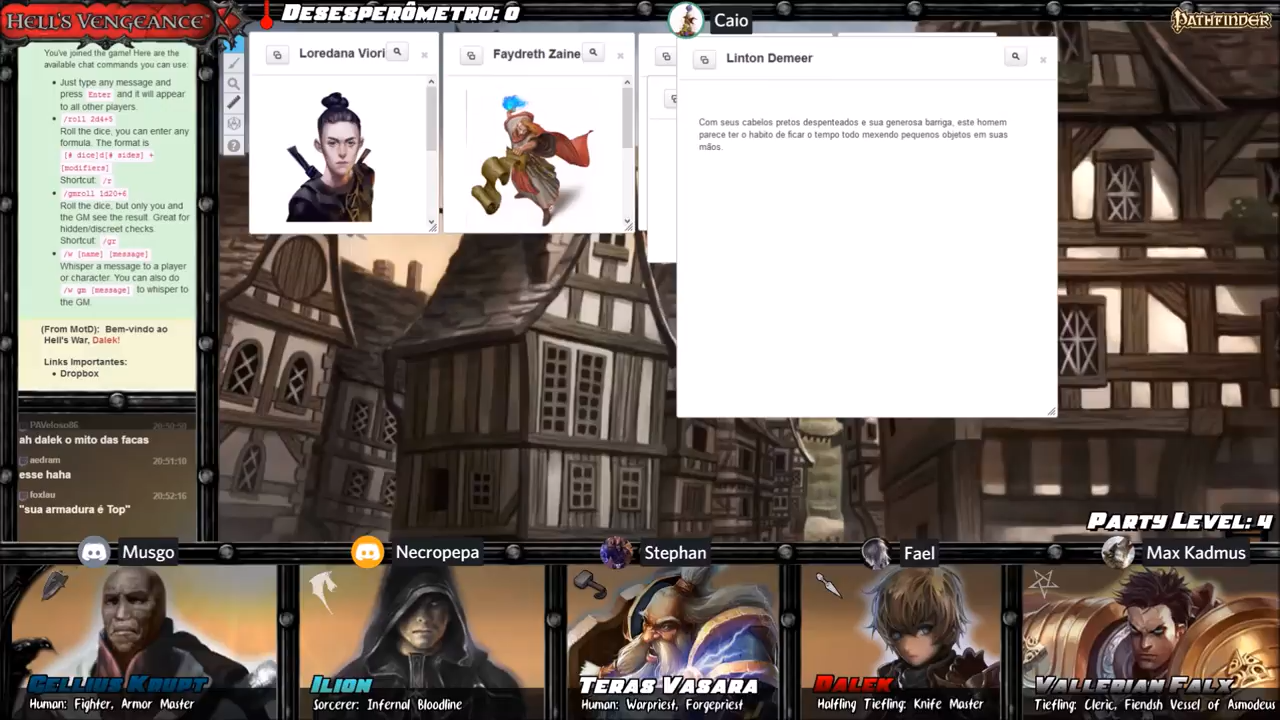 HELL'S VENGEANCE
DESESPERÔMETRO: 0
Caio
PATHFINDER
You've joined the game! Here are the
available chat commands you can use:
Just type any message and
press Enter and it will appear
to all other players.
/roll 2d4+5
Roll the dice, you can enter any
formula. The format is
[# dice]d[# sides] +
[modifiers]
Shortcut: /r
/gmroll 1d20+6
Roll the dice, but only you and
the GM see the result. Great for
hidden/discreet checks.
Shortcut: /gr
/w [name] [message]
Whisper a message to a player
or character. You can also do
/w gm [message] to whisper to
the GM.
(From MotD): Bem-vindo ao
Hell's War, Dalek!
Links Importantes:
Dropbox
PAVeloso86 20:50:58
ah dalek o mito das facas
aedram 20:51:10
esse haha
foxlau 20:52:16
"sua armadura é Top"
Loredana Viori
Faydreth Zaine
Linton Demeer
Com seus cabelos pretos despenteados e sua generosa barriga, este homem
parece ter o habito de ficar o tempo todo mexendo pequenos objetos em suas
mãos.
PARTY LEVEL: 4
Musgo
Necropepa
Stephan
Fael
Max Kadmus
CELLIUS KRUPT
Human: Fighter, Armor Master
ILION
Sorcerer: Infernal Bloodline
TERAS VASARA
Human: Warpriest, Forgepriest
DALEK
Halfling Tiefling: Knife Master
VALLERIAN FALX
Tiefling: Cleric, Fiendish Vessel of Asmodeus